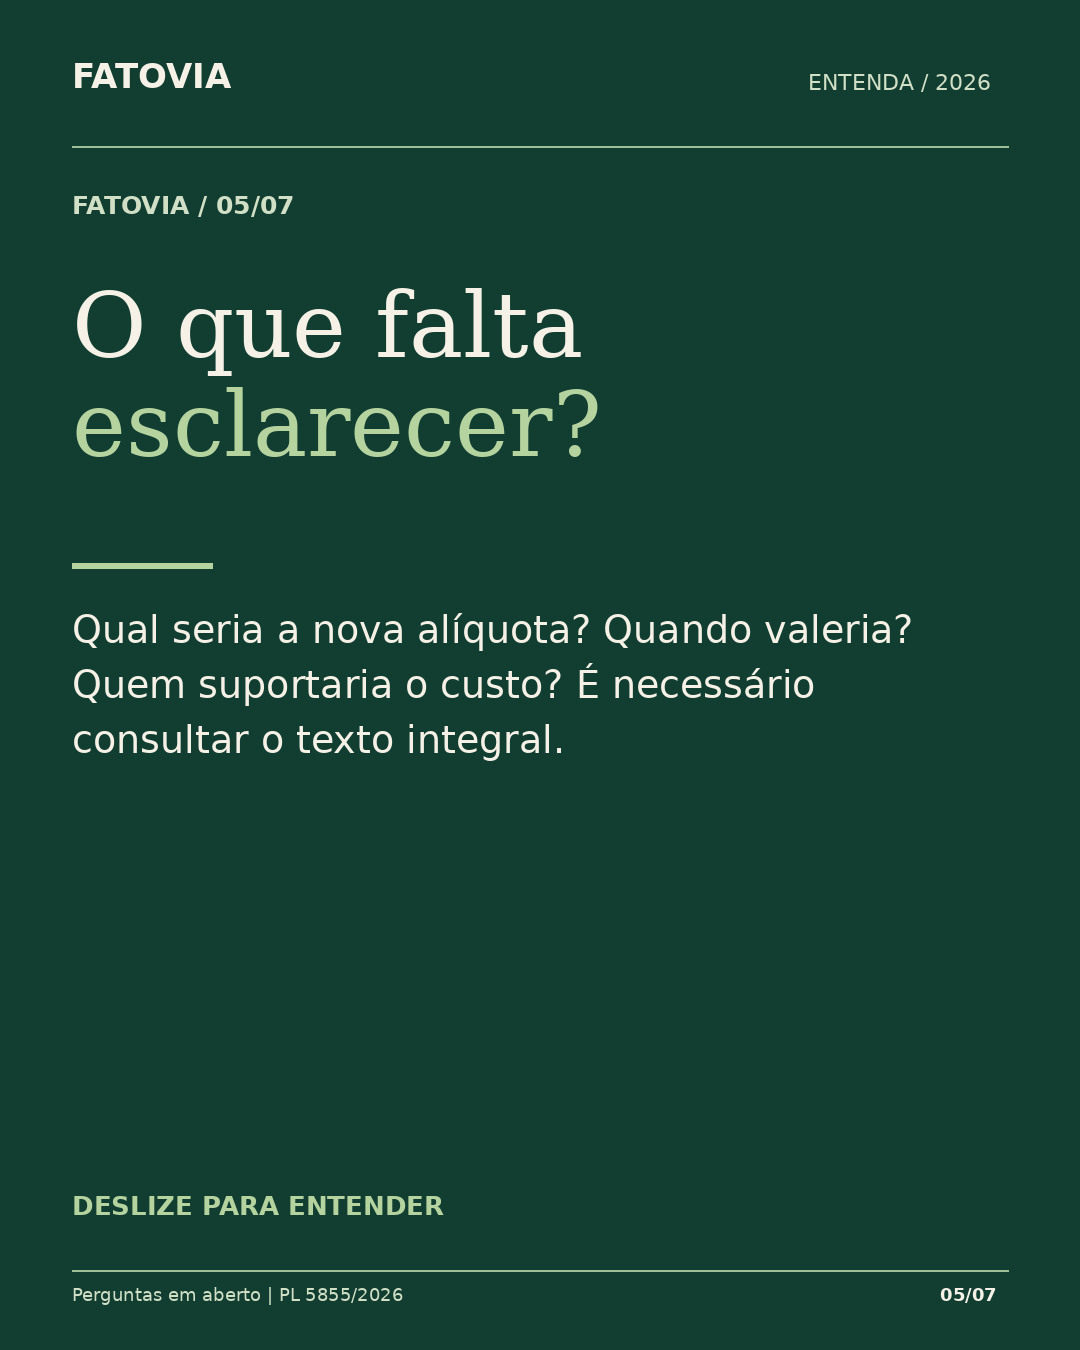 FATOVIA
ENTENDA / 2026
FATOVIA / 05/07
O que falta
esclarecer?
Qual seria a nova alíquota? Quando valeria?
Quem suportaria o custo? É necessário
consultar o texto integral.
DESLIZE PARA ENTENDER
Perguntas em aberto | PL 5855/2026
05/07